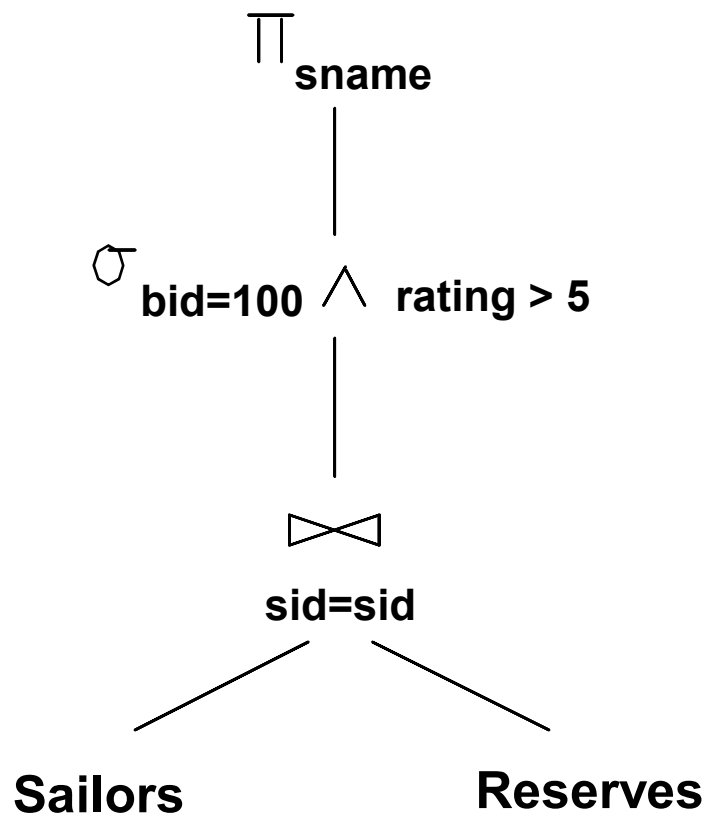 ∏ sname
σ bid=100 ∧ rating > 5
⋈
sid=sid
Sailors Reserves